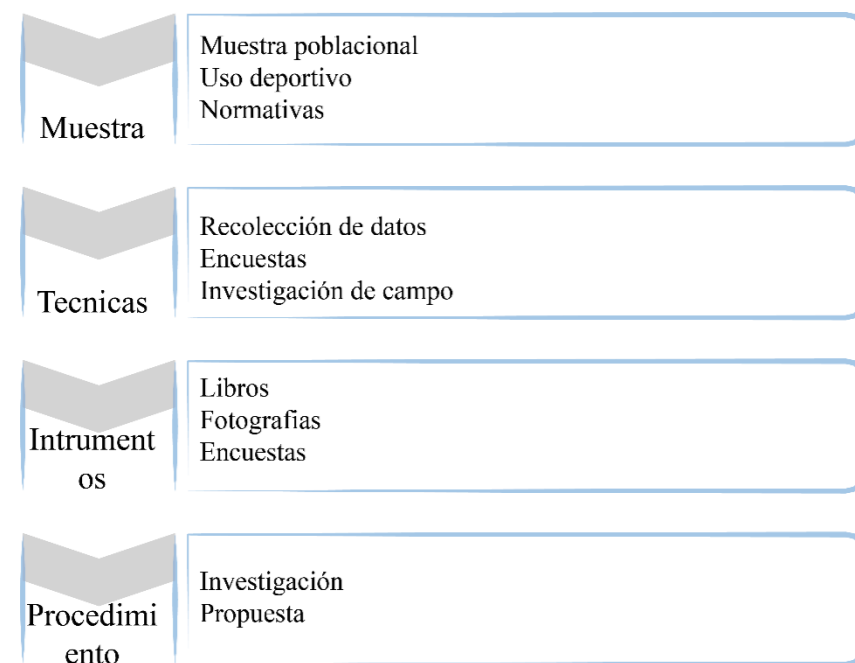 Muestra
Muestra poblacional
Uso deportivo
Normativas
Tecnicas
Recolección de datos
Encuestas
Investigación de campo
Intrument
os
Libros
Fotografias
Encuestas
Procedimi
ento
Investigación
Propuesta